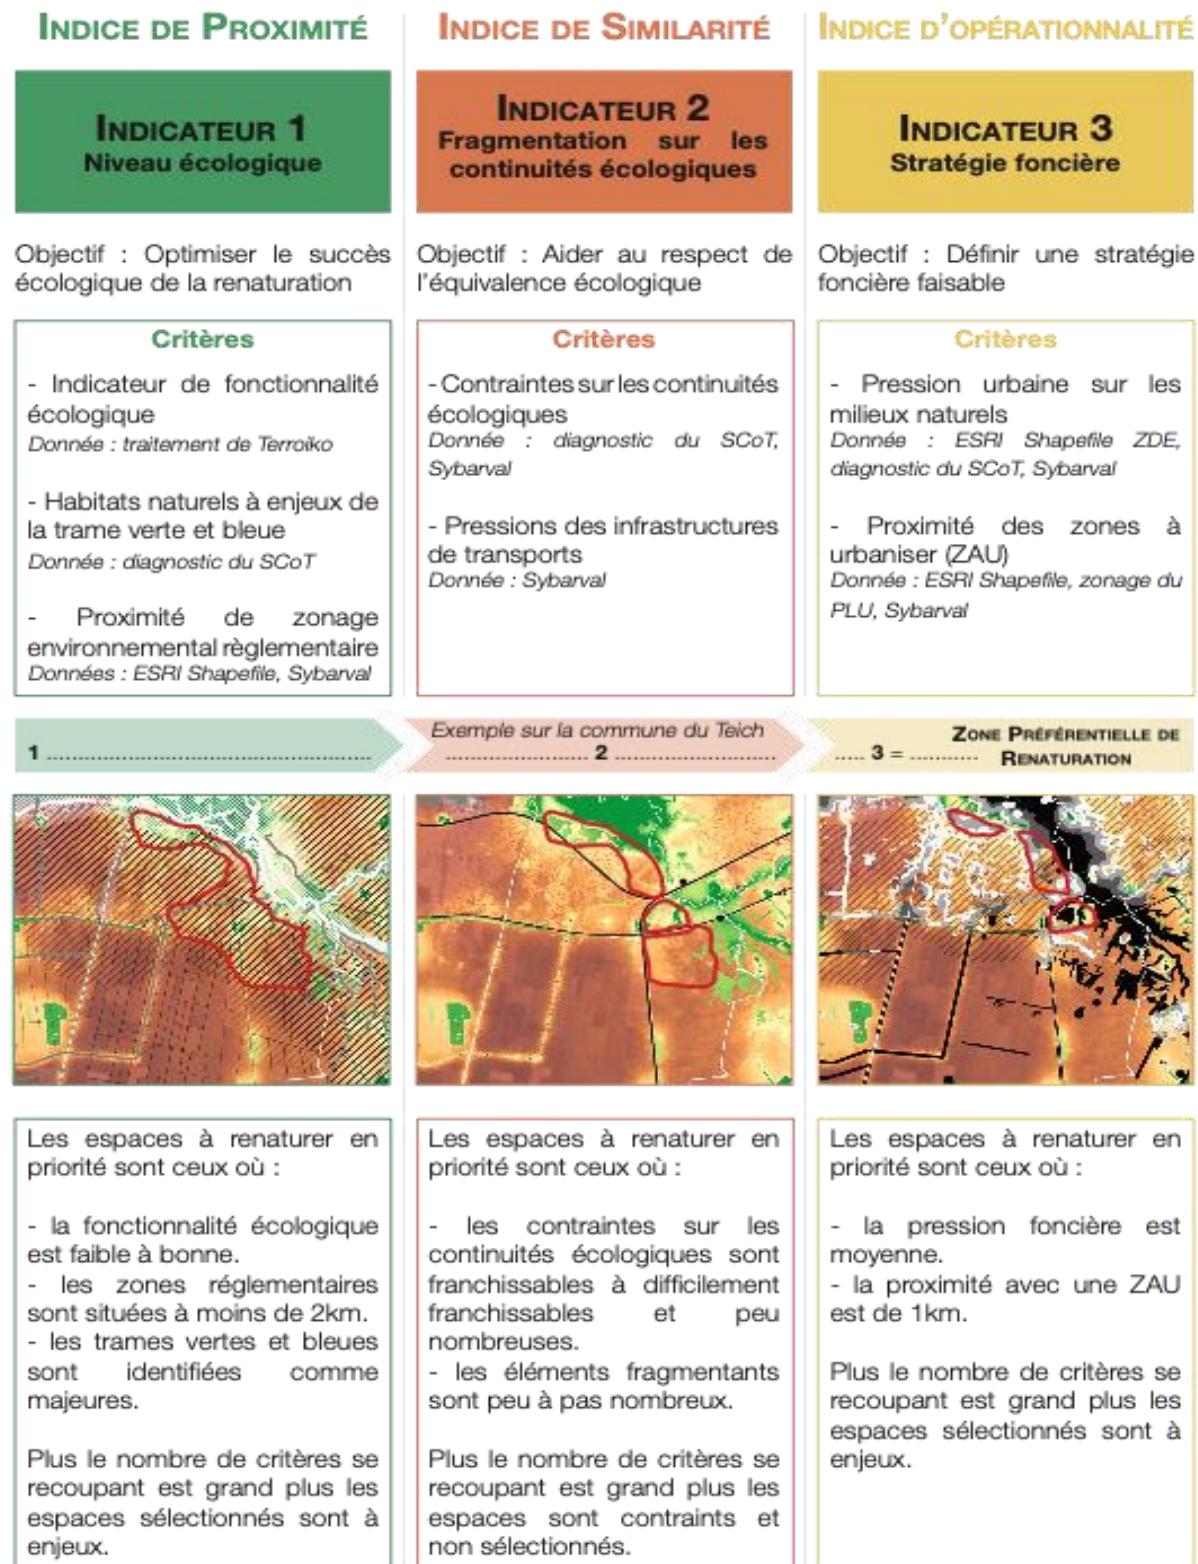 INDICE DE PROXIMITÉ
INDICATEUR 1
Niveau écologique
Objectif : Optimiser le succès
écologique de la renaturation
Critères
- Indicateur de fonctionnalité
écologique
Donnée : traitement de Terroiko
- Habitats naturels à enjeux de
la trame verte et bleue
Donnée : diagnostic du SCoT
- Proximité de zonage
environnemental règlementaire
Données : ESRI Shapefile, Sybarval
INDICE DE SIMILARITÉ
INDICATEUR 2
Fragmentation sur les
continuités écologiques
Objectif : Aider au respect de
l'équivalence écologique
Critères
- Contraintes sur les continuités
écologiques
Donnée : diagnostic du SCoT,
Sybarval
- Pressions des infrastructures
de transports
Donnée : Sybarval
INDICE D'OPÉRATIONNALITÉ
INDICATEUR 3
Stratégie foncière
Objectif : Définir une stratégie
foncière faisable
Critères
- Pression urbaine sur les
milieux naturels
Donnée : ESRI Shapefile ZDE,
diagnostic du SCoT, Sybarval
- Proximité des zones à
urbaniser (ZAU)
Donnée : ESRI Shapefile, zonage du
PLU, Sybarval
1 ....................................................
Exemple sur la commune du Teich
....................... 2 ..........................
..... 3 = ...........
ZONE PRÉFÉRENTIELLE DE
RENATURATION
Les espaces à renaturer en
priorité sont ceux où :
- la fonctionnalité écologique
est faible à bonne.
- les zones réglementaires
sont situées à moins de 2km.
- les trames vertes et bleues
sont identifiées comme
majeures.
Plus le nombre de critères se
recoupant est grand plus les
espaces sélectionnés sont à
enjeux.
Les espaces à renaturer en
priorité sont ceux où :
- les contraintes sur les
continuités écologiques sont
franchissables à difficilement
franchissables et peu
nombreuses.
- les éléments fragmentants
sont peu à pas nombreux.
Plus le nombre de critères se
recoupant est grand plus les
espaces sont contraints et
non sélectionnés.
Les espaces à renaturer en
priorité sont ceux où :
- la pression foncière est
moyenne.
- la proximité avec une ZAU
est de 1km.
Plus le nombre de critères se
recoupant est grand plus les
espaces sélectionnés sont à
enjeux.